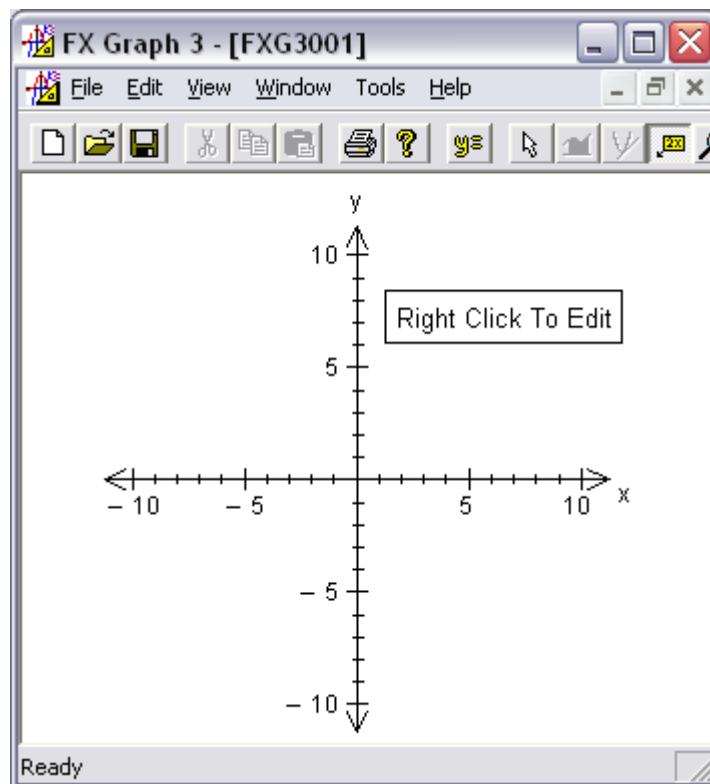 FX Graph 3 - [FXG3001]
File Edit View Window Tools Help
y= 2x
y
10
Right Click To Edit
5
– 10 – 5 5 10 x
– 5
– 10
Ready